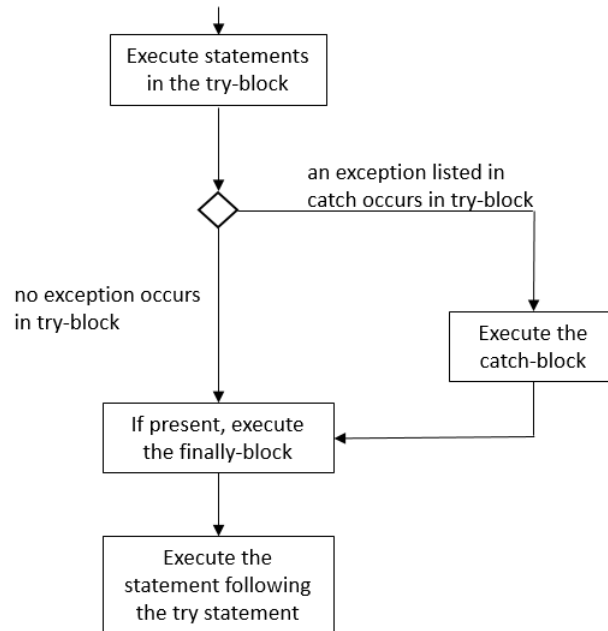 Execute statements
in the try-block
an exception listed in
catch occurs in try-block
no exception occurs
in try-block
Execute the
catch-block
If present, execute
the finally-block
Execute the
statement following
the try statement